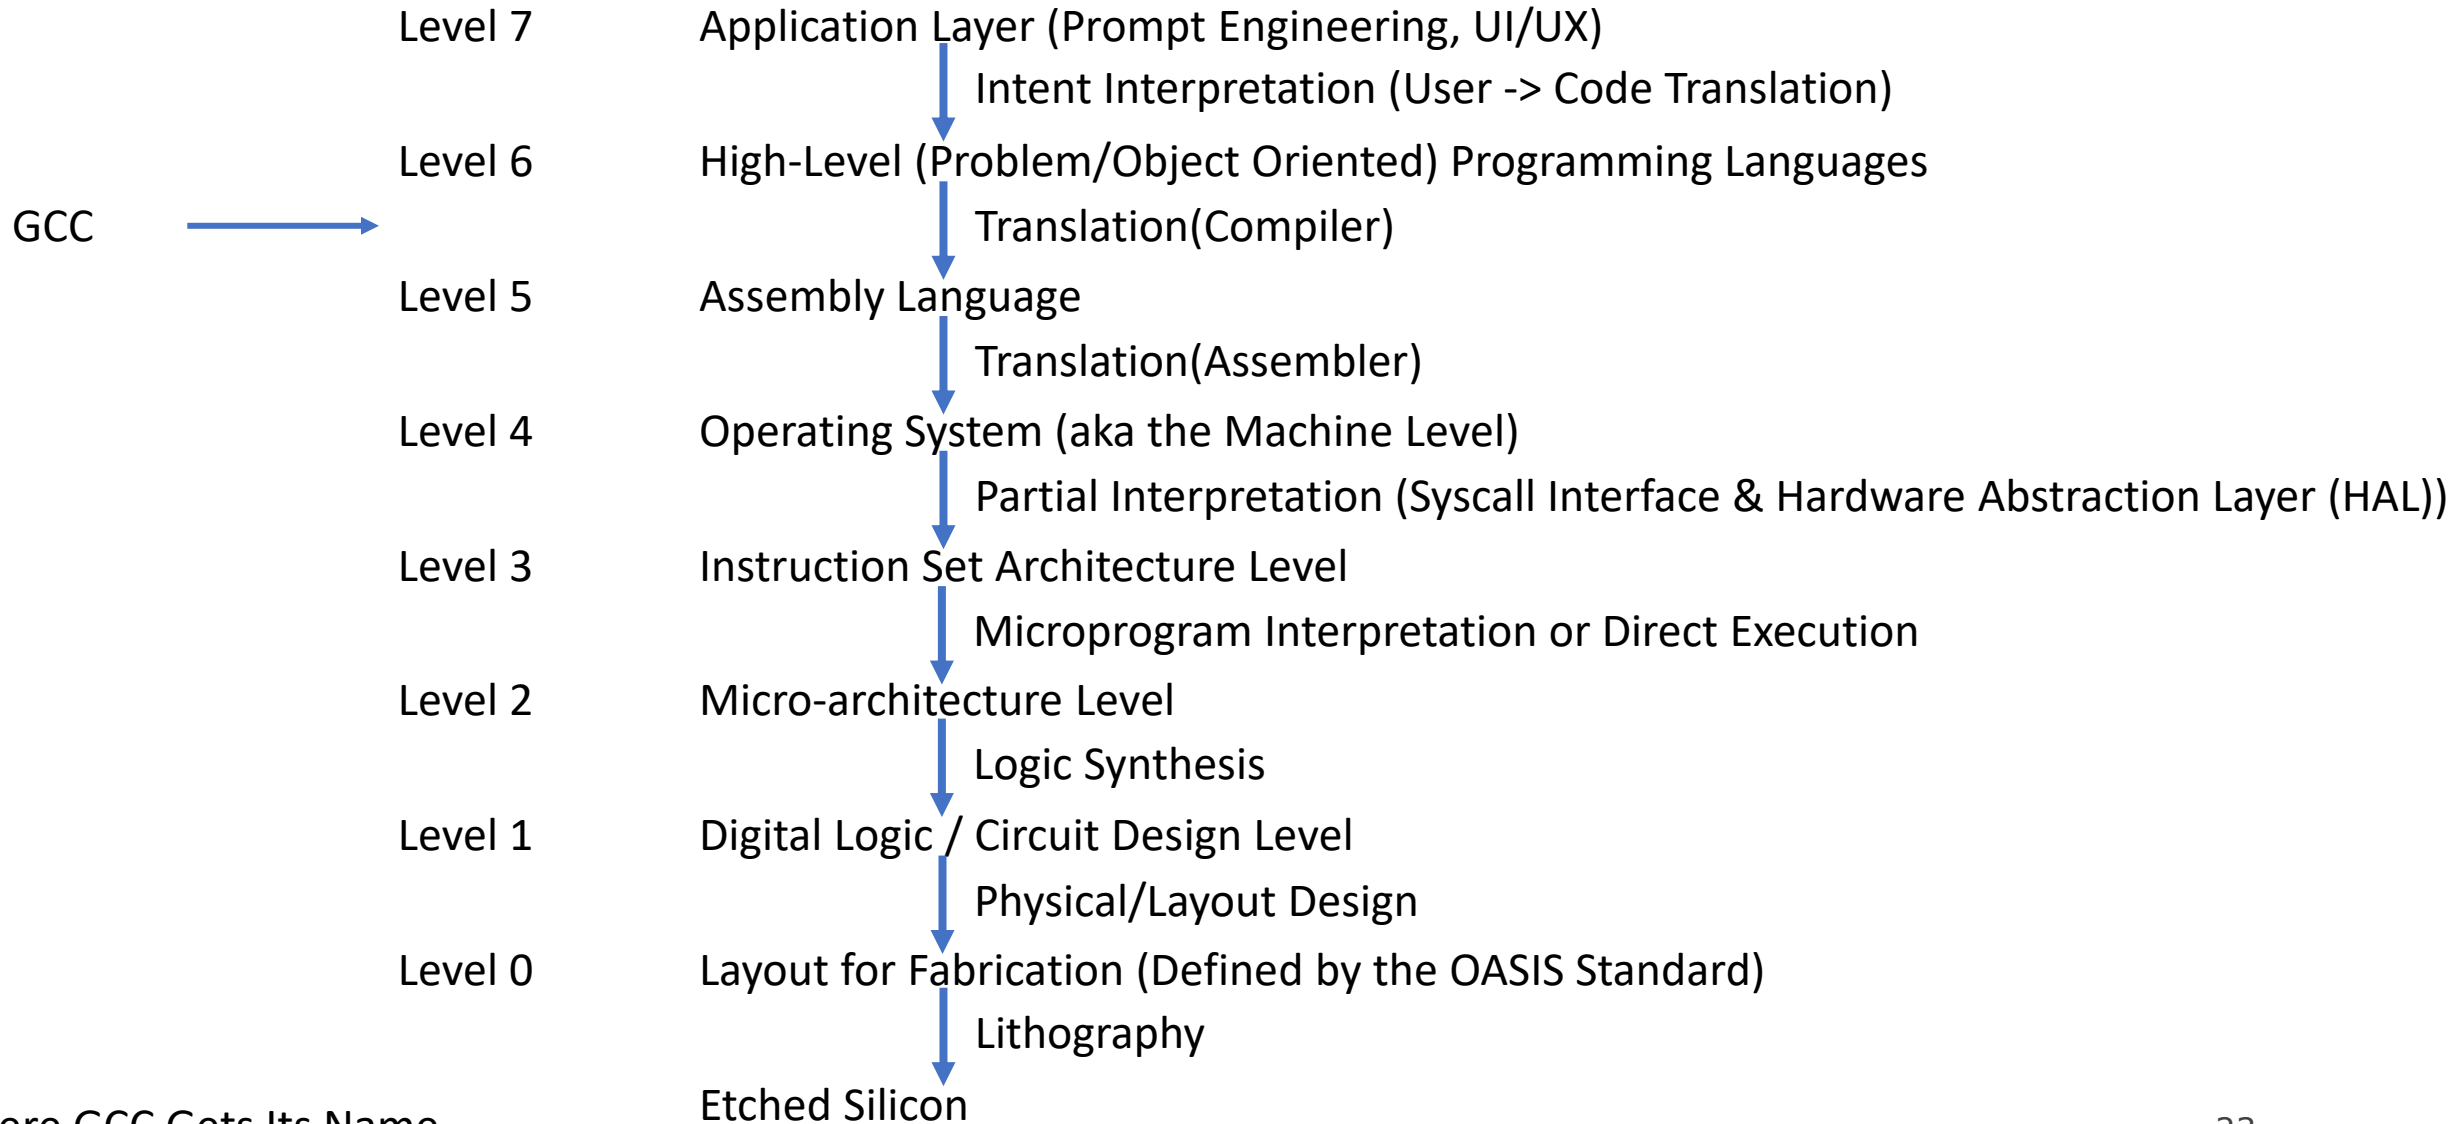 Level 7 Application Layer (Prompt Engineering, UI/UX)
Intent Interpretation (User -> Code Translation)
Level 6 High-Level (Problem/Object Oriented) Programming Languages
GCC Translation(Compiler)
Level 5 Assembly Language
Translation(Assembler)
Level 4 Operating System (aka the Machine Level)
Partial Interpretation (Syscall Interface & Hardware Abstraction Layer (HAL))
Level 3 Instruction Set Architecture Level
Microprogram Interpretation or Direct Execution
Level 2 Micro-architecture Level
Logic Synthesis
Level 1 Digital Logic / Circuit Design Level
Physical/Layout Design
Level 0 Layout for Fabrication (Defined by the OASIS Standard)
Lithography
Etched Silicon
GCC Gets Its Name